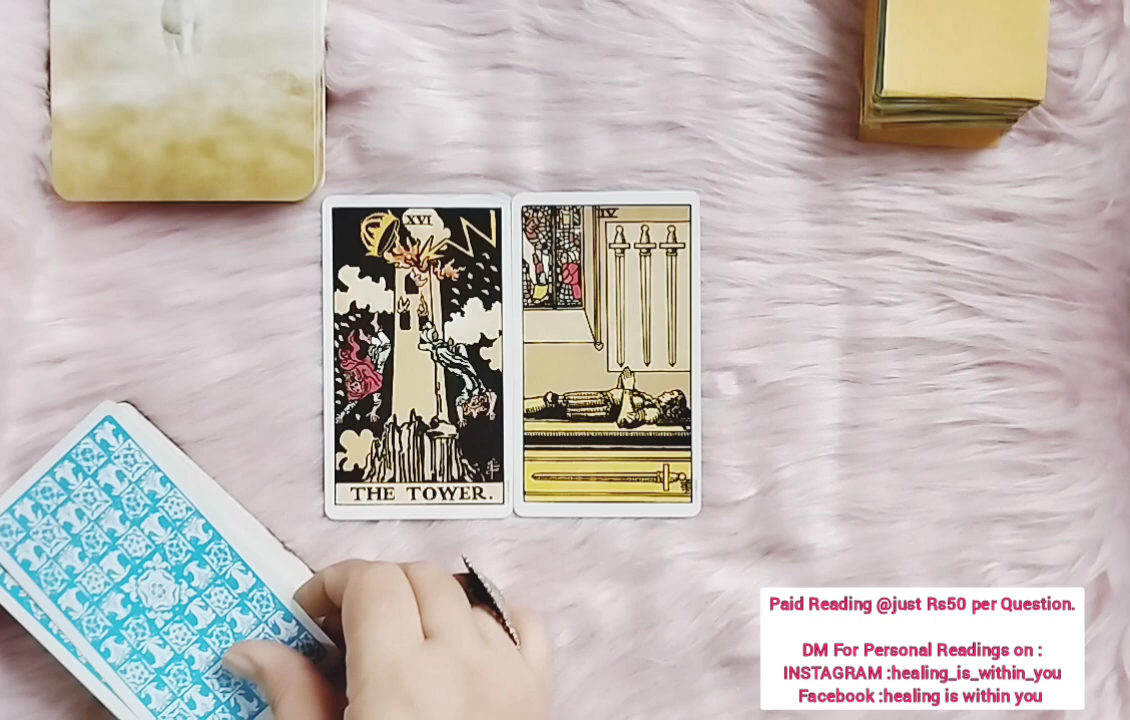 XVI
IV
THE TOWER.
Paid Reading @just Rs50 per Question.
DM For Personal Readings on :
INSTAGRAM :healing_is_within_you
Facebook :healing is within you